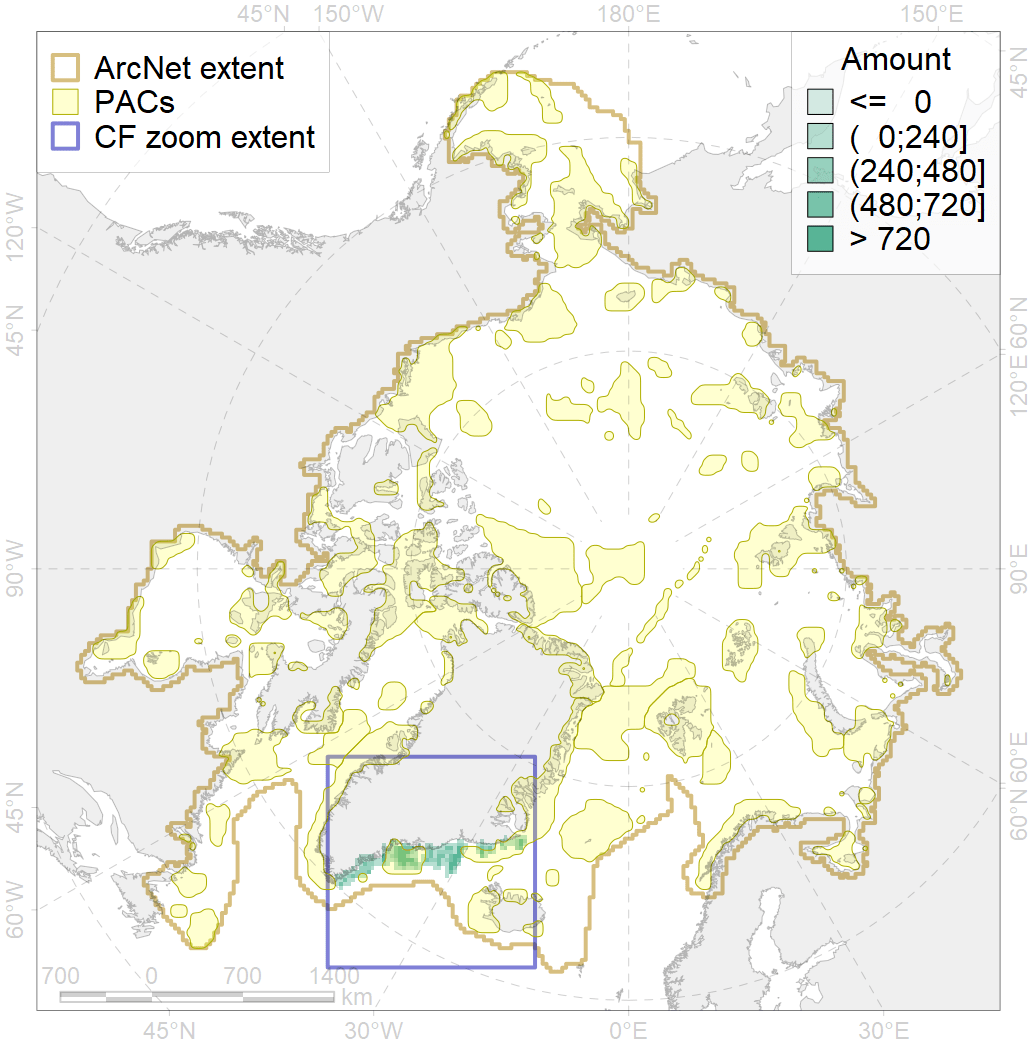 45°N 150°W 180°E 150°E
ArcNet extent
PACs
CF zoom extent
Amount
<= 0
( 0;240]
(240;480]
(480;720]
> 720
45°N
120°W
45°N
90°W
45°N
60°W
60°N
120°E
90°E
60°E
60°N
700 0 700 1400
km
45°W 30°W 0°E 30°E